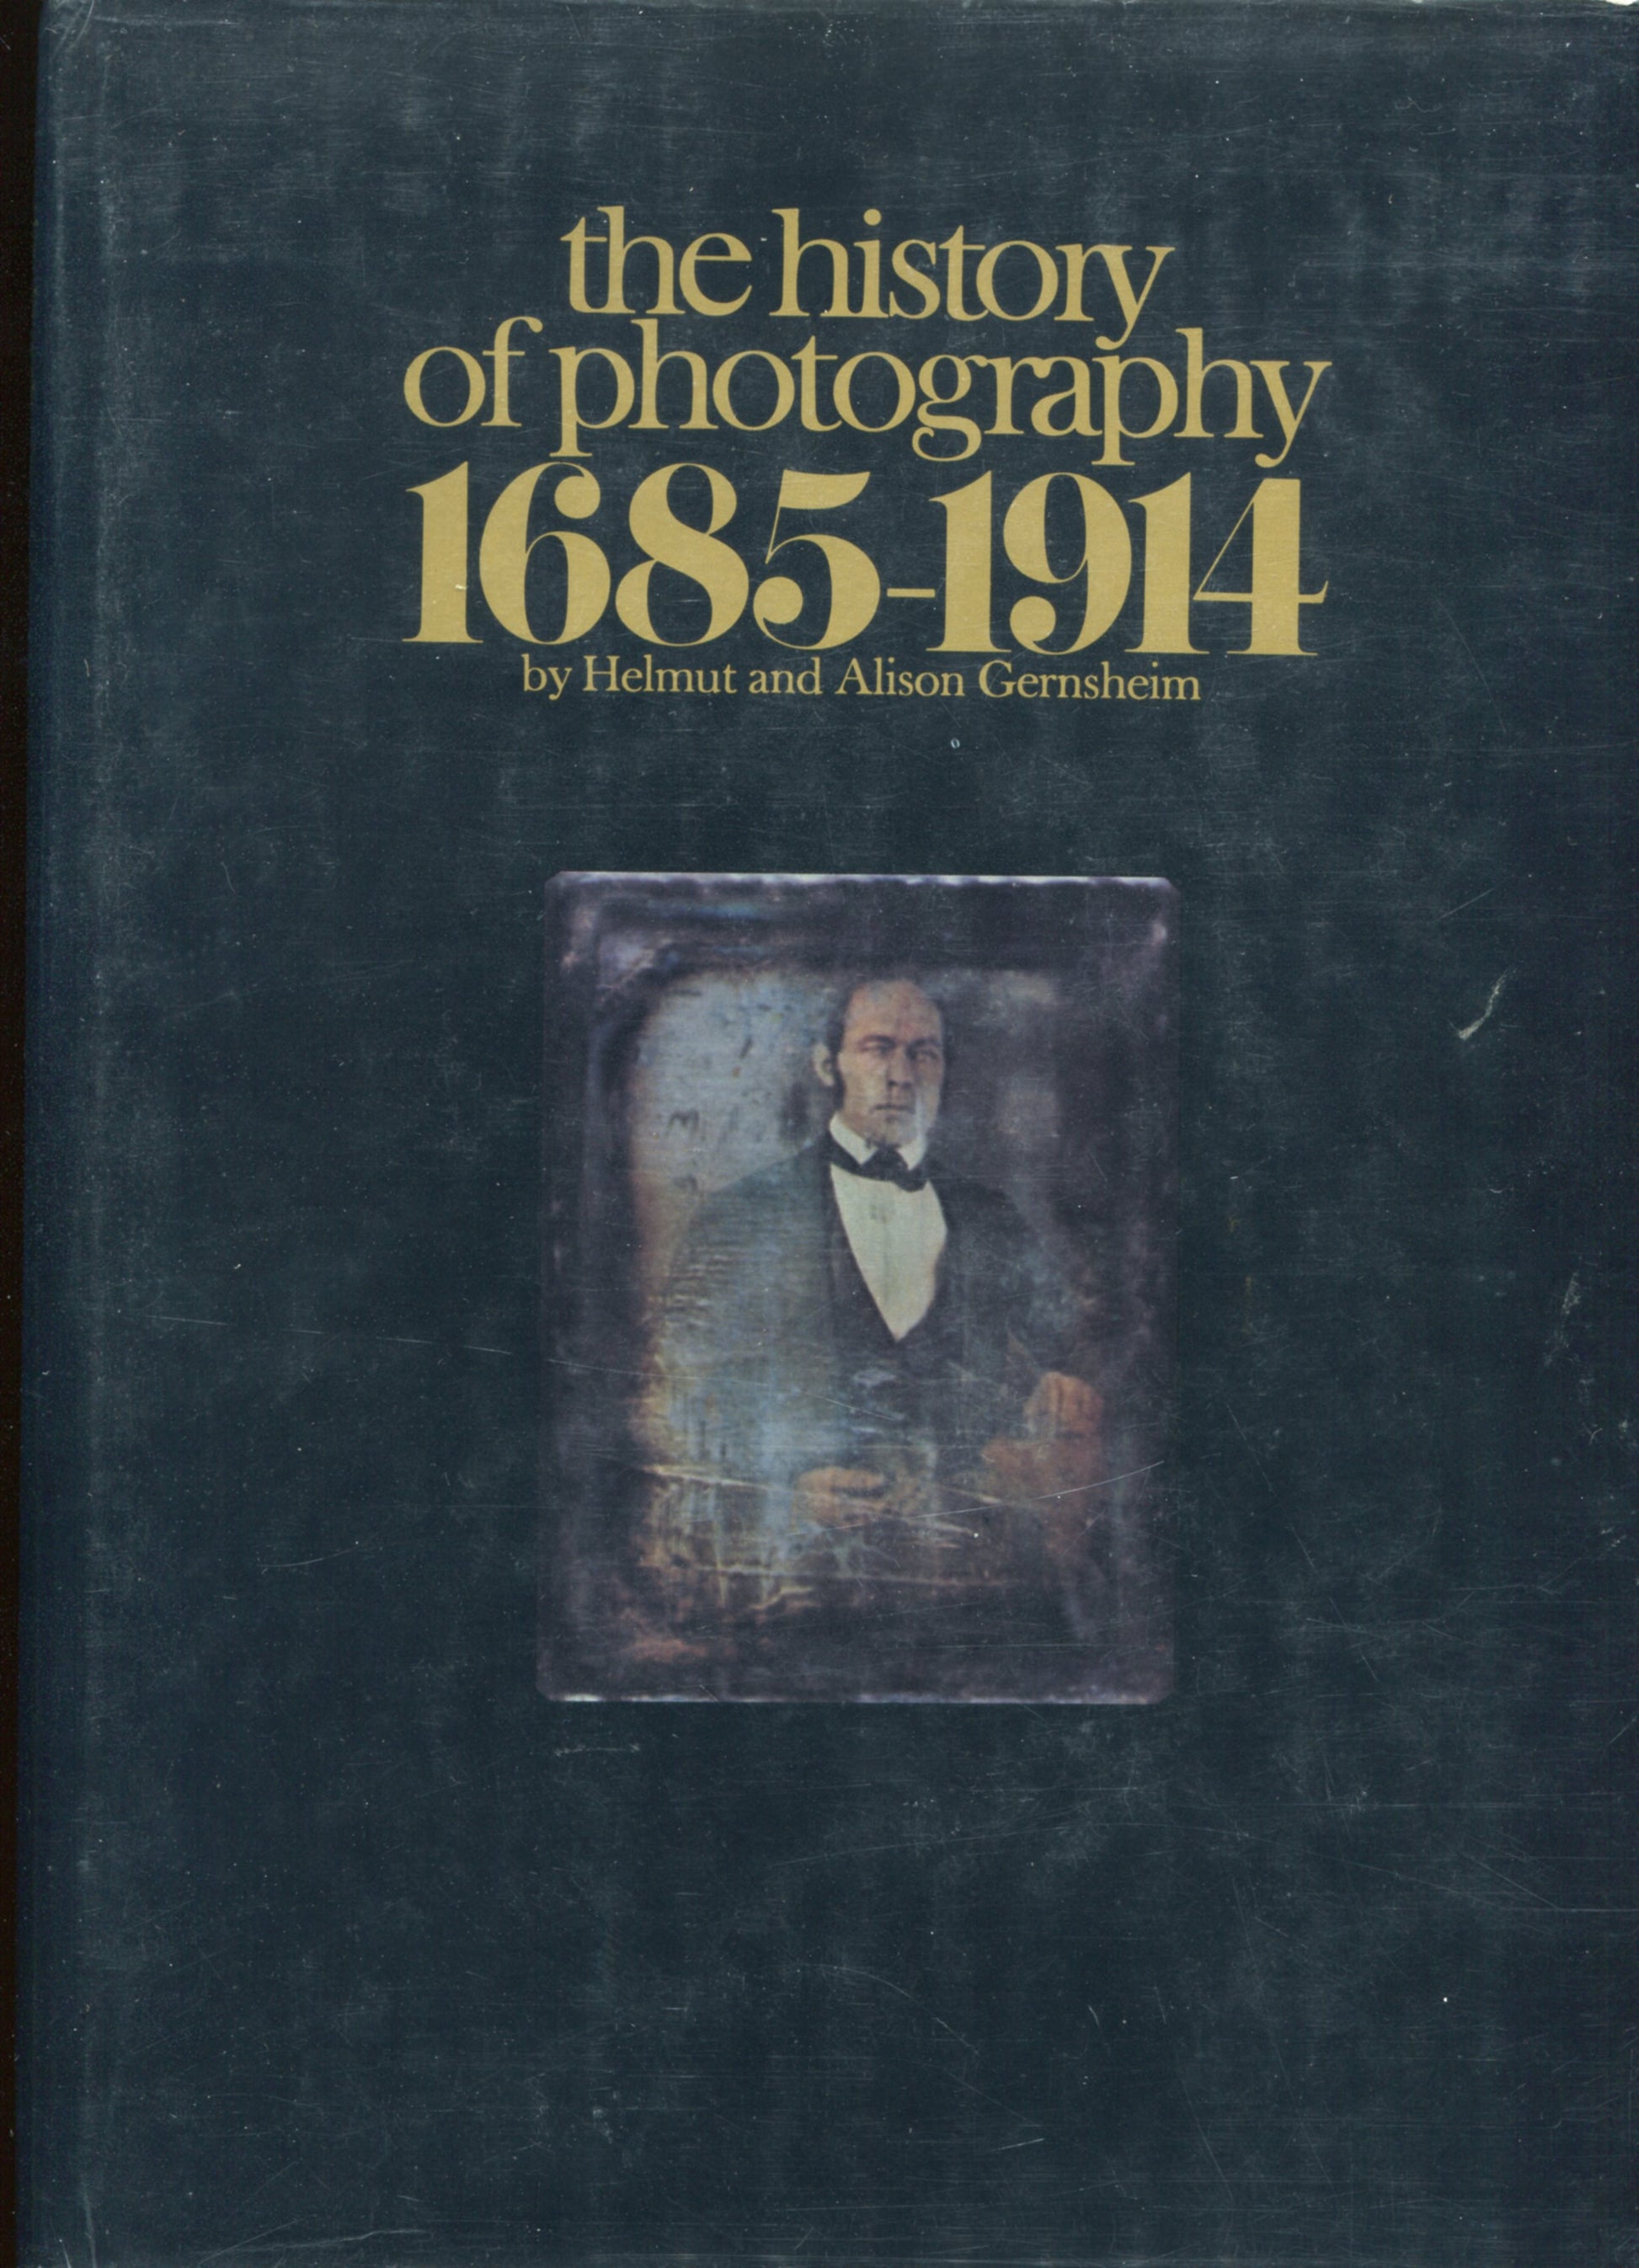 the history
of photography
1685-1914
by Helmut and Alison Gernsheim